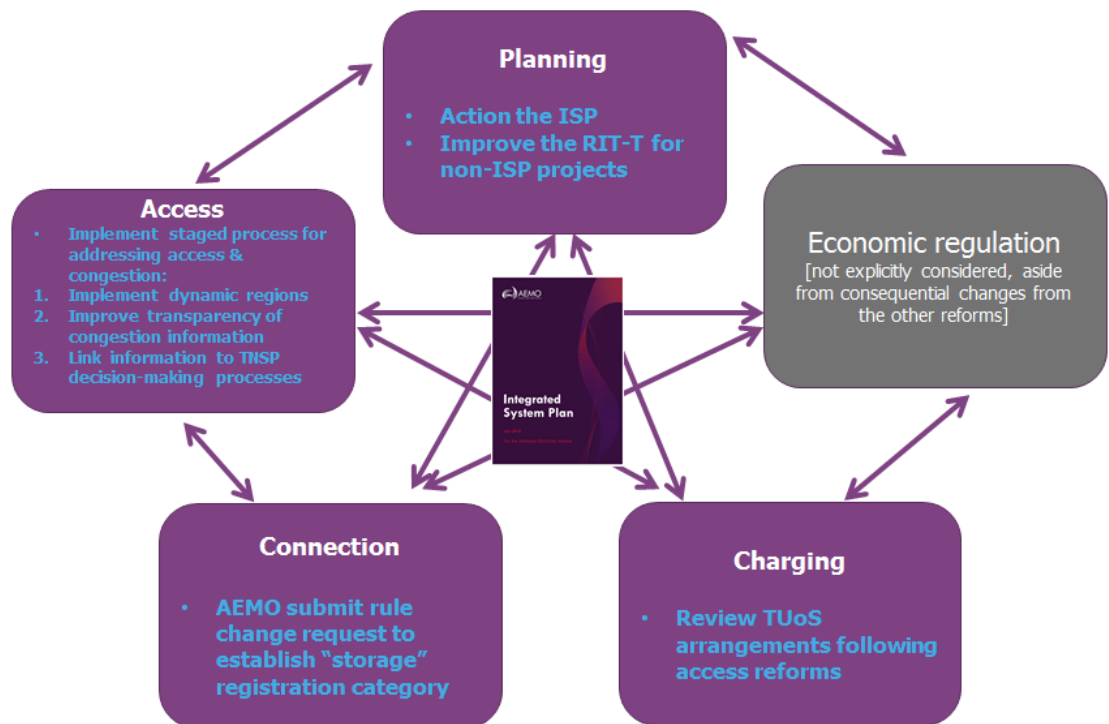 Planning
• Action the ISP
• Improve the RIT-T for
non-ISP projects
Access
• Implement staged process for
addressing access &
congestion:
1. Implement dynamic regions
2. Improve transparency of
congestion information
3. Link information to TNSP
decision-making processes
Economic regulation
[not explicitly considered, aside
from consequential changes from
the other reforms]
AEMO
Integrated
System Plan
Connection
• AEMO submit rule
change request to
establish “storage”
registration category
Charging
• Review TUoS
arrangements following
access reforms